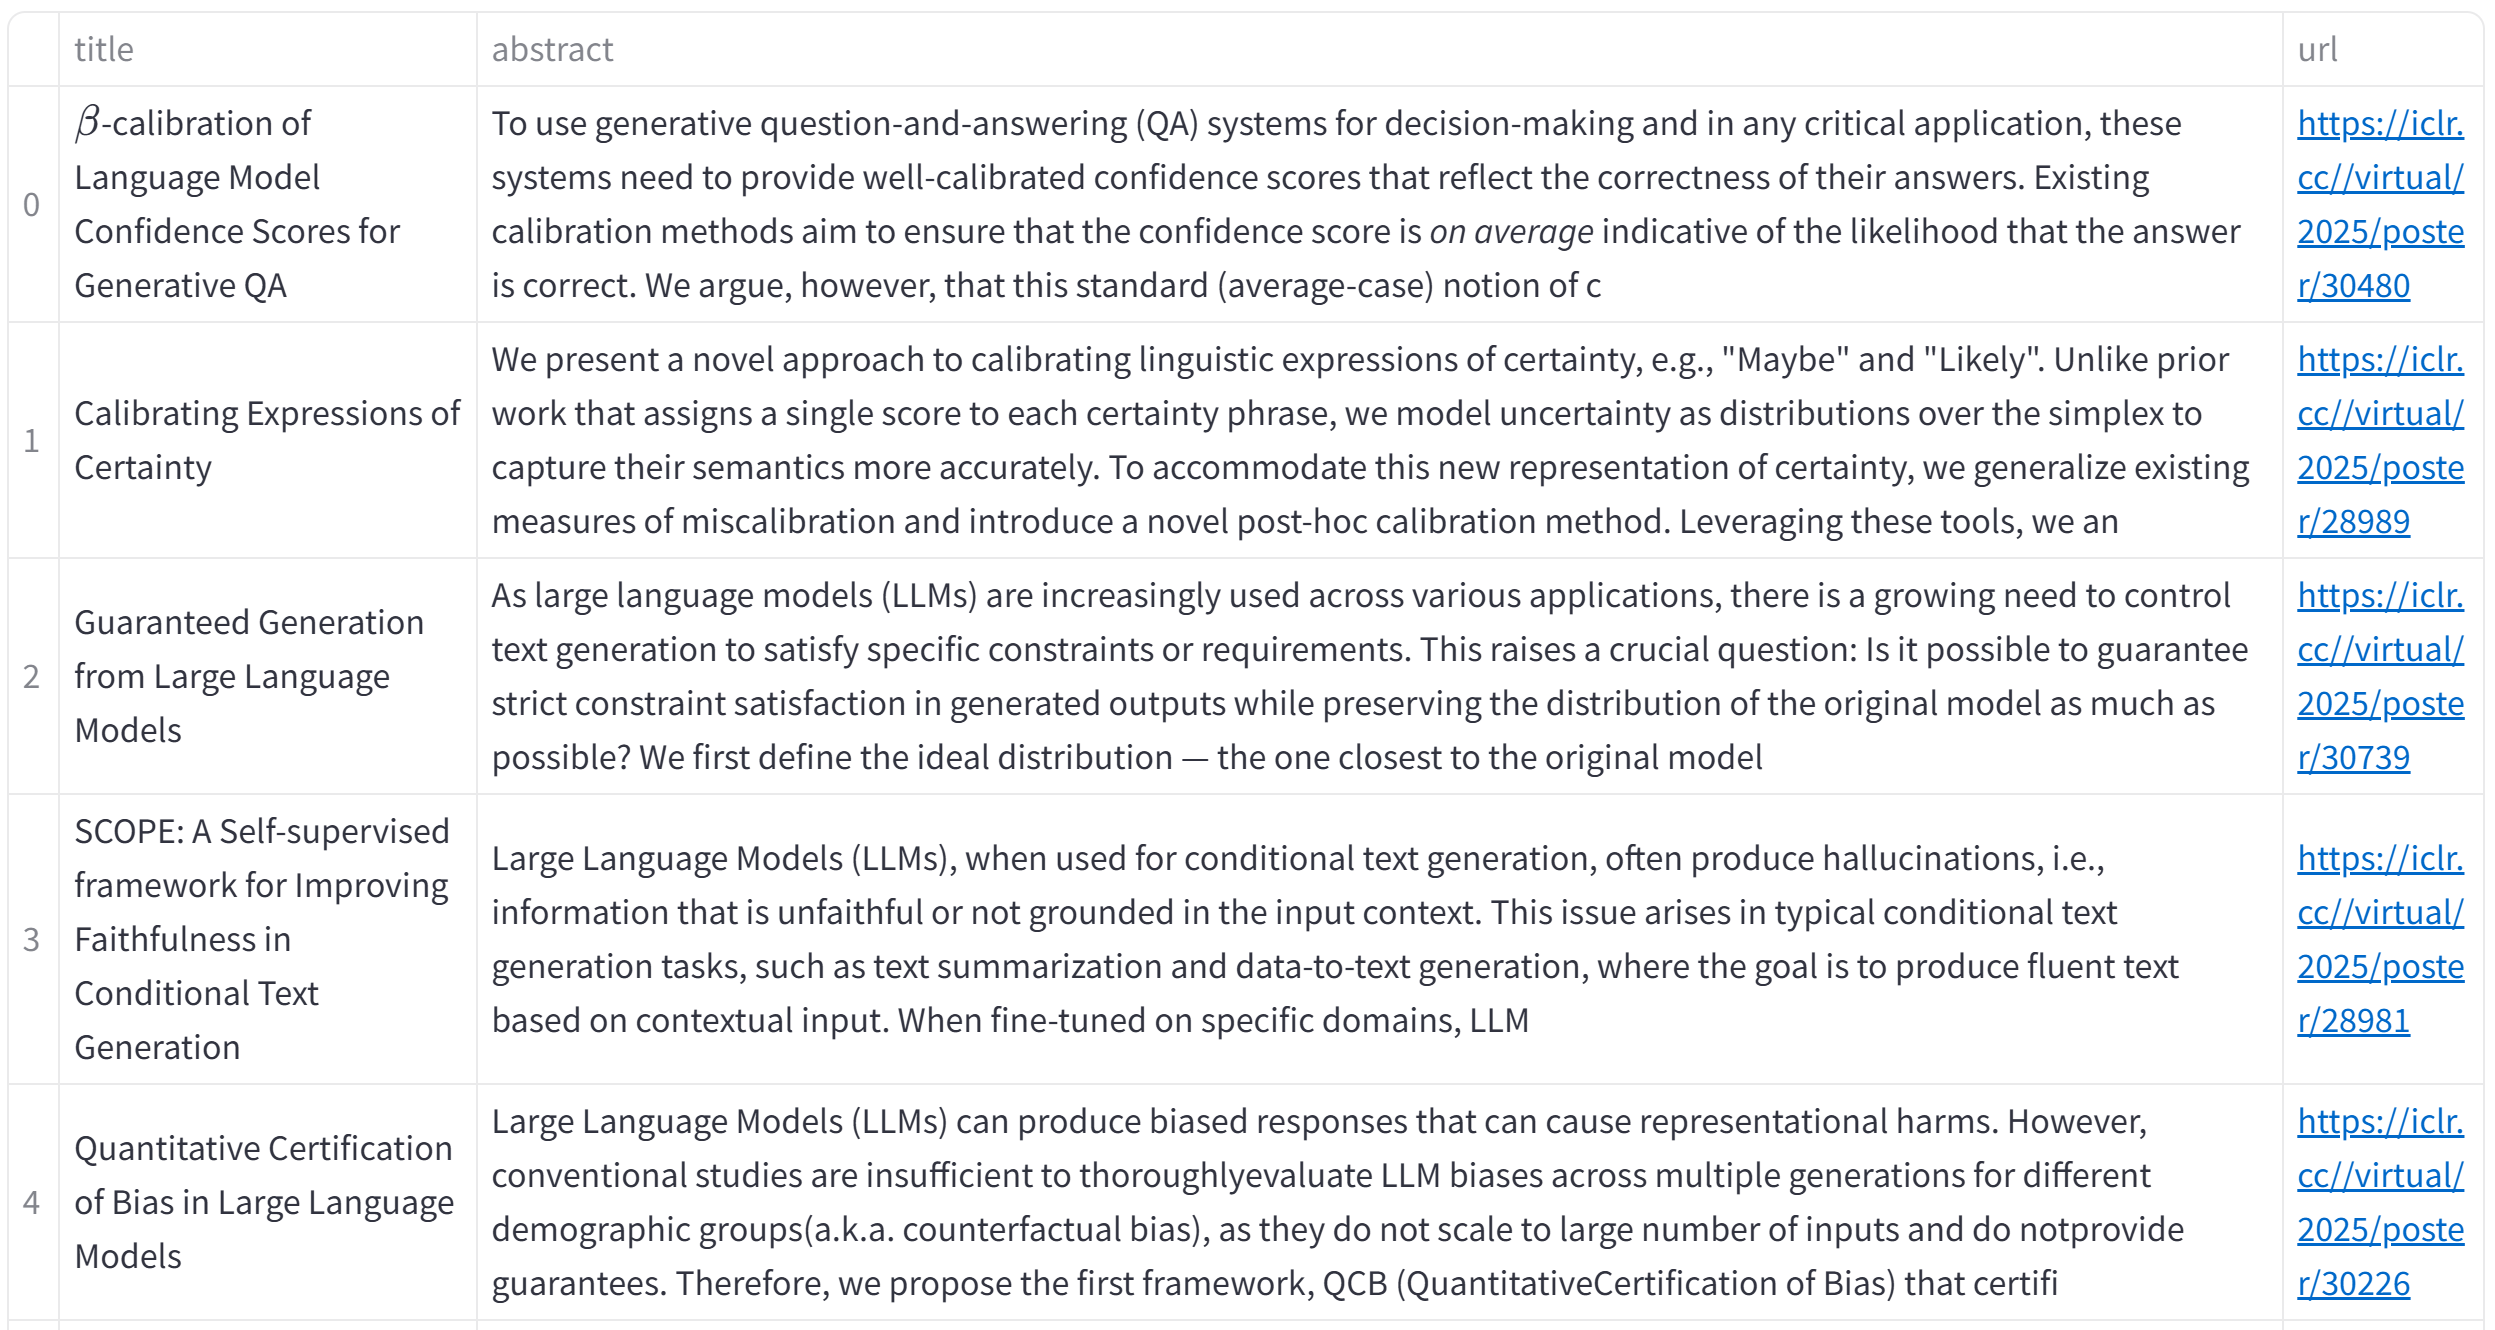 title abstract url
0
β-calibration of
Language Model
Confidence Scores for
Generative QA
To use generative question-and-answering (QA) systems for decision-making and in any critical application, these
systems need to provide well-calibrated confidence scores that reflect the correctness of their answers. Existing
calibration methods aim to ensure that the confidence score is on average indicative of the likelihood that the answer
is correct. We argue, however, that this standard (average-case) notion of c
https://iclr.
cc//virtual/
2025/poste
r/30480
1
Calibrating Expressions of
Certainty
We present a novel approach to calibrating linguistic expressions of certainty, e.g., "Maybe" and "Likely". Unlike prior
work that assigns a single score to each certainty phrase, we model uncertainty as distributions over the simplex to
capture their semantics more accurately. To accommodate this new representation of certainty, we generalize existing
measures of miscalibration and introduce a novel post-hoc calibration method. Leveraging these tools, we an
https://iclr.
cc//virtual/
2025/poste
r/28989
2
Guaranteed Generation
from Large Language
Models
As large language models (LLMs) are increasingly used across various applications, there is a growing need to control
text generation to satisfy specific constraints or requirements. This raises a crucial question: Is it possible to guarantee
strict constraint satisfaction in generated outputs while preserving the distribution of the original model as much as
possible? We first define the ideal distribution — the one closest to the original model
https://iclr.
cc//virtual/
2025/poste
r/30739
3
SCOPE: A Self-supervised
framework for Improving
Faithfulness in
Conditional Text
Generation
Large Language Models (LLMs), when used for conditional text generation, often produce hallucinations, i.e.,
information that is unfaithful or not grounded in the input context. This issue arises in typical conditional text
generation tasks, such as text summarization and data-to-text generation, where the goal is to produce fluent text
based on contextual input. When fine-tuned on specific domains, LLM
https://iclr.
cc//virtual/
2025/poste
r/28981
4
Quantitative Certification
of Bias in Large Language
Models
Large Language Models (LLMs) can produce biased responses that can cause representational harms. However,
conventional studies are insufficient to thoroughlyevaluate LLM biases across multiple generations for different
demographic groups(a.k.a. counterfactual bias), as they do not scale to large number of inputs and do notprovide
guarantees. Therefore, we propose the first framework, QCB (QuantitativeCertification of Bias) that certifi
https://iclr.
cc//virtual/
2025/poste
r/30226